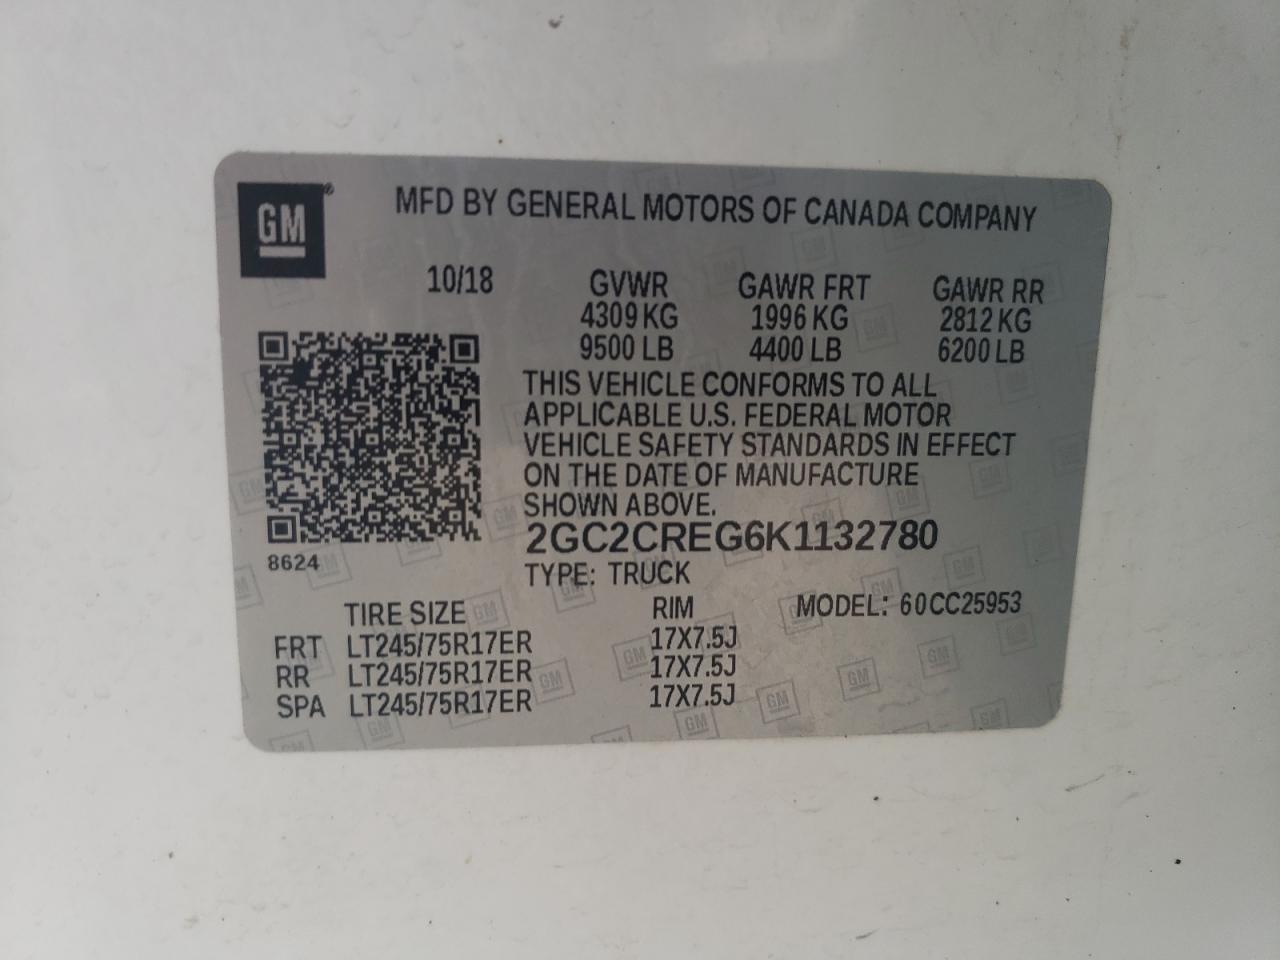 GM®
MFD BY GENERAL MOTORS OF CANADA COMPANY
10/18 GVWR GAWR FRT GAWR RR
4309 KG 1996 KG 2812 KG
9500 LB 4400 LB 6200 LB
THIS VEHICLE CONFORMS TO ALL
APPLICABLE U.S. FEDERAL MOTOR
VEHICLE SAFETY STANDARDS IN EFFECT
ON THE DATE OF MANUFACTURE
SHOWN ABOVE.
2GC2CREG6K1132780
8624
TYPE: TRUCK
TIRE SIZE RIM MODEL: 60CC25953
FRT LT245/75R17ER 17X7.5J
RR LT245/75R17ER 17X7.5J
SPA LT245/75R17ER 17X7.5J